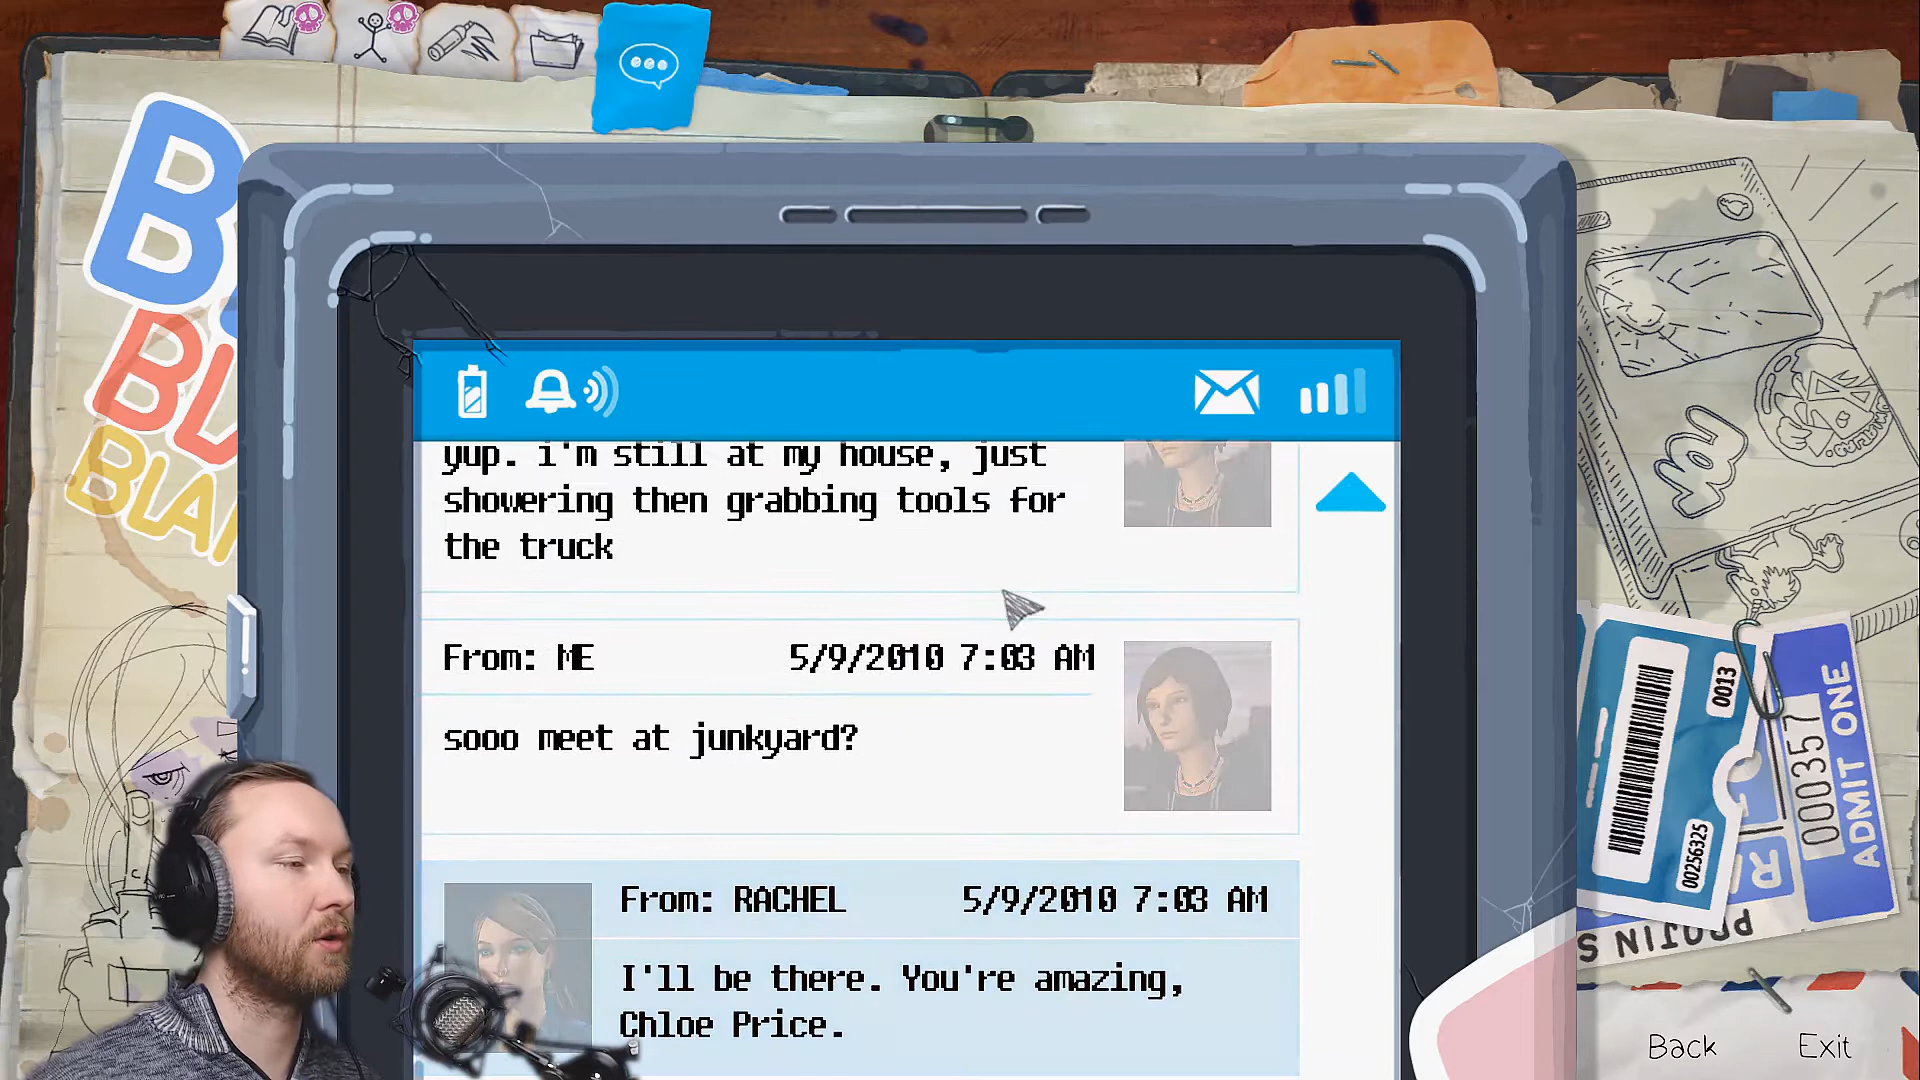 yup. i'm still at my house, just
showering then grabbing tools for
the truck
From: ME 5/9/2010 7:03 AM
sooo meet at junkyard?
From: RACHEL 5/9/2010 7:03 AM
I'll be there. You're amazing,
Chloe Price.
0013
00256325
000357
ADMIT ONE
Back Exit